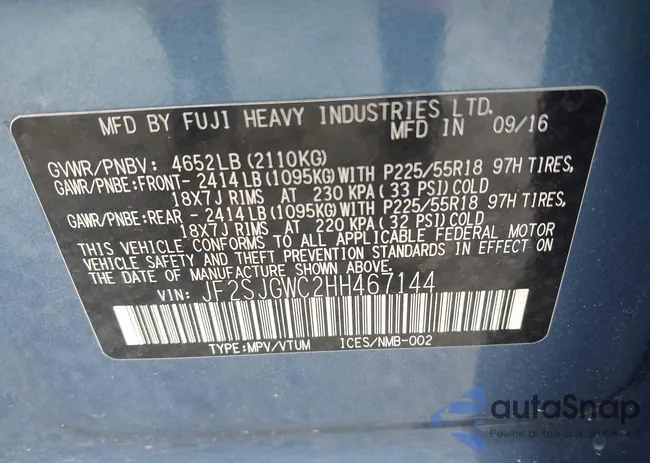 MFD BY FUJI HEAVY INDUSTRIES LTD.
MFD IN 09/16
GVWR/PNBV: 4652LB (2110KG)
GAWR/PNBE:FRONT- 2414LB (1095KG)WITH P225/55R18 97H TIRES,
18X7J RIMS AT 230 KPA (33 PSI) COLD
GAWR/PNBE:REAR - 2414LB (1095KG)WITH P225/55R18 97H TIRES,
18X7J RIMS AT 220 KPA (32 PSI) COLD
THIS VEHICLE CONFORMS TO ALL APPLICABLE FEDERAL MOTOR
VEHICLE SAFETY AND THEFT PREVENTION STANDARDS IN EFFECT ON
THE DATE OF MANUFACTURE SHOWN ABOVE.
VIN: JF2SJGWC2HH467144
TYPE:MPV/VTUM ICES/NMB-002
autaSnap
Pewne auta z